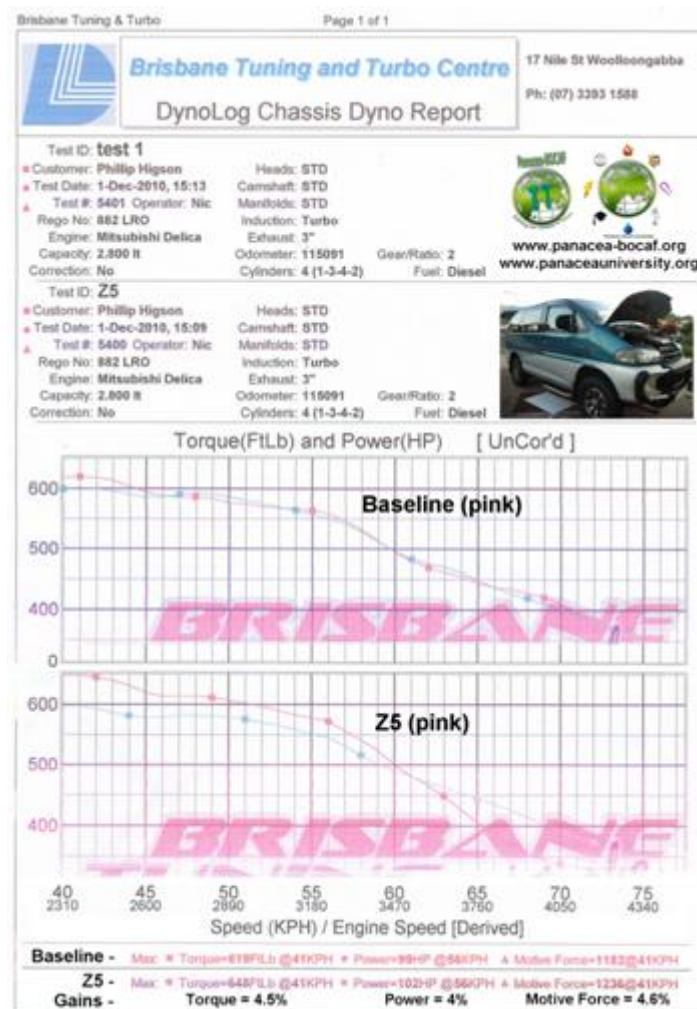 Brisbane Tuning & Turbo Page 1 of 1
Brisbane Tuning and Turbo Centre
DynoLog Chassis Dyno Report
17 Nile St Woolloongabba
Ph: (07) 3393 1588
Test ID: test 1
Customer: Phillip Higson Heads: STD
Test Date: 1-Dec-2010, 15:13 Camshaft: STD
Test #: 5401 Operator: Nic Manifolds: STD
Rego No: 882 LRO Induction: Turbo
Engine: Mitsubishi Delica Exhaust: 3"
Capacity: 2.800 lt Odometer: 115091 Gear/Ratio: 2
Correction: No Cylinders: 4 (1-3-4-2) Fuel: Diesel
Panacea-BOCAF
www.panacea-bocaf.org
www.panaceauniversity.org
Test ID: Z5
Customer: Phillip Higson Heads: STD
Test Date: 1-Dec-2010, 15:09 Camshaft: STD
Test #: 5400 Operator: Nic Manifolds: STD
Rego No: 882 LRO Induction: Turbo
Engine: Mitsubishi Delica Exhaust: 3"
Capacity: 2.800 lt Odometer: 115091 Gear/Ratio: 2
Correction: No Cylinders: 4 (1-3-4-2) Fuel: Diesel
Torque(FtLb) and Power(HP) [ UnCor'd ]
600
Baseline (pink)
500
400
BRISBANE
0
600
Z5 (pink)
500
400
BRISBANE
40 45 50 55 60 65 70 75
2310 2600 2890 3180 3470 3760 4050 4340
Speed (KPH) / Engine Speed [Derived]
Baseline - Max: Torque=619FtLb @41KPH Power=99HP @56KPH Motive Force=1182@41KPH
Z5 - Max: Torque=648FtLb @41KPH Power=102HP @56KPH Motive Force=1236@41KPH
Gains - Torque = 4.5% Power = 4% Motive Force = 4.6%